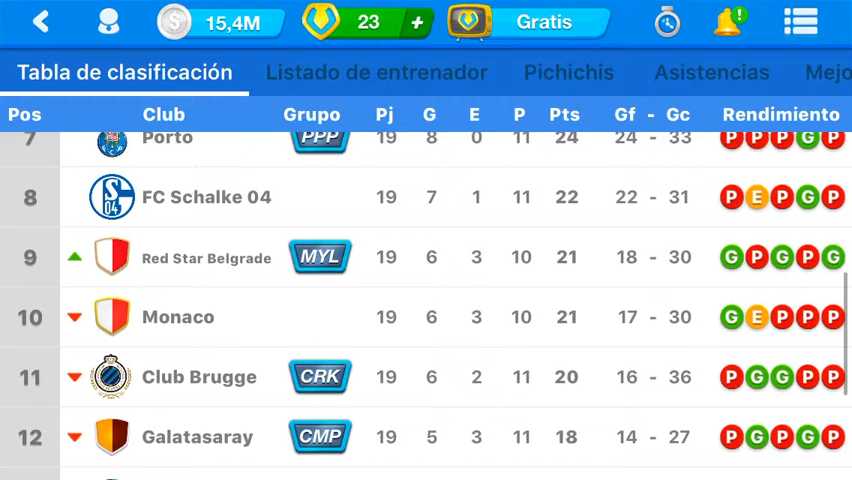 15,4M 23 + Gratis
Tabla de clasificación Listado de entrenador Pichichis Asistencias Mejo
Pos Club Grupo Pj G E P Pts Gf - Gc Rendimiento
7 Porto PPP 19 8 0 11 24 24 - 33 P P P G P
8 FC Schalke 04 19 7 1 11 22 22 - 31 P E P G P
9 Red Star Belgrade MYL 19 6 3 10 21 18 - 30 G P G P G
10 Monaco 19 6 3 10 21 17 - 30 G E P P P
11 Club Brugge CRK 19 6 2 11 20 16 - 36 P G G P P
12 Galatasaray CMP 19 5 3 11 18 14 - 27 P G P G P